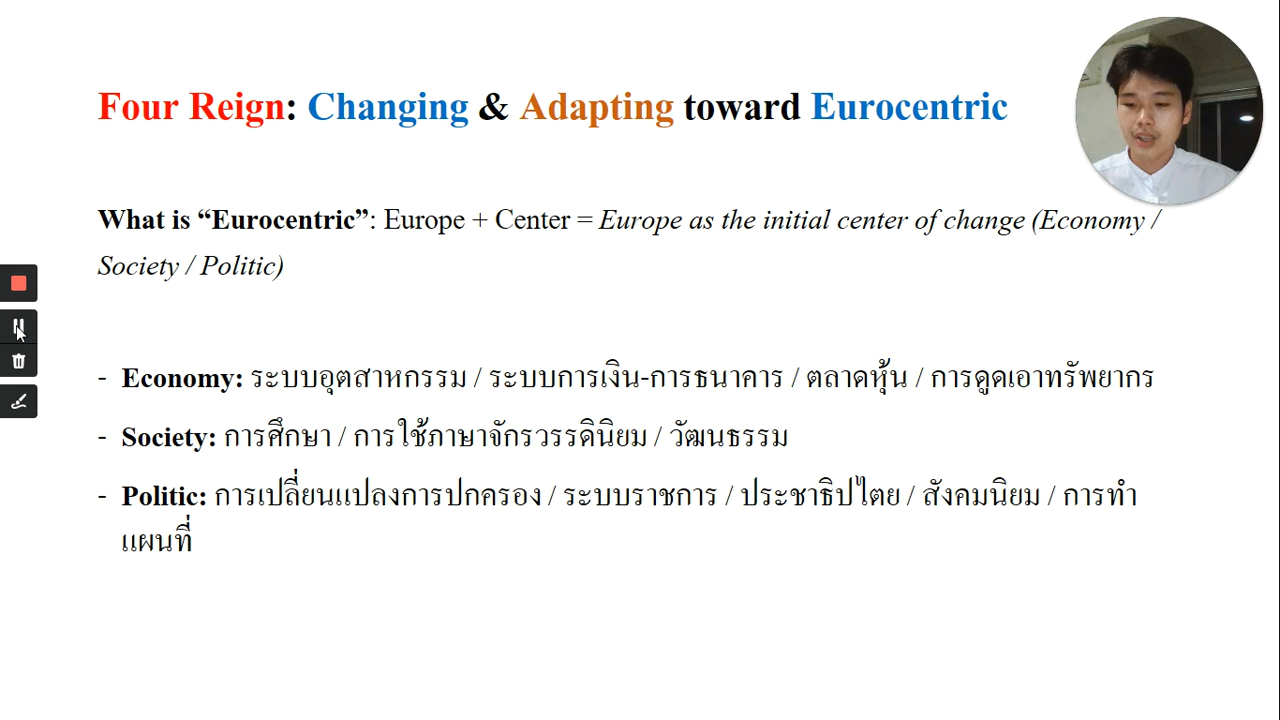 Four Reign: Changing & Adapting toward Eurocentric
What is “Eurocentric”: Europe + Center = Europe as the initial center of change (Economy /
Society / Politic)
- Economy: ระบบอุตสาหกรรม / ระบบการเงิน-การธนาคาร / ตลาดหุ้น / การดูดเอาทรัพยากร
- Society: การศึกษา / การใช้ภาษาจักรวรรดินิยม / วัฒนธรรม
- Politic: การเปลี่ยนแปลงการปกครอง / ระบบราชการ / ประชาธิปไตย / สังคมนิยม / การทำ
แผนที่